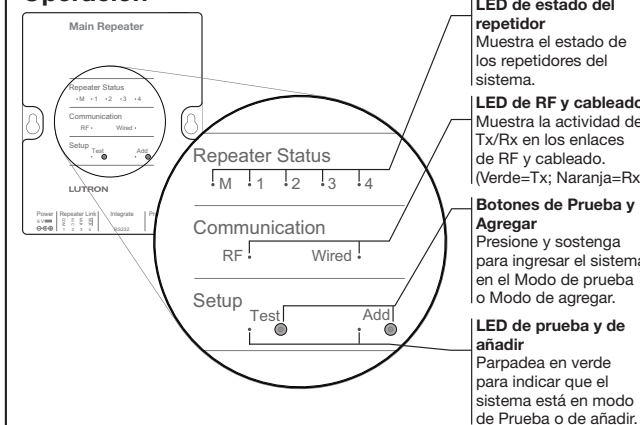 Operación
Main Repeater
Repeater Status
M 1 2 3 4
Communication
RF Wired
Setup
Test Add
LUTRON
Power Repeater Link Integrate
9 V
1 2 3 4 RS232
Repeater Status
M 1 2 3 4
Communication
RF Wired
Setup
Test Add
LED de estado del
repetidor
Muestra el estado de
los repetidores del
sistema.
LED de RF y cableado
Muestra la actividad de
Tx/Rx en los enlaces
de RF y cableado.
(Verde=Tx; Naranja=Rx
Botones de Prueba y
Agregar
Presione y sostenga
para ingresar el sistema
en el Modo de prueba
o Modo de agregar.
LED de prueba y de
añadir
Parpadea en verde
para indicar que el
sistema está en modo
de Prueba o de añadir.